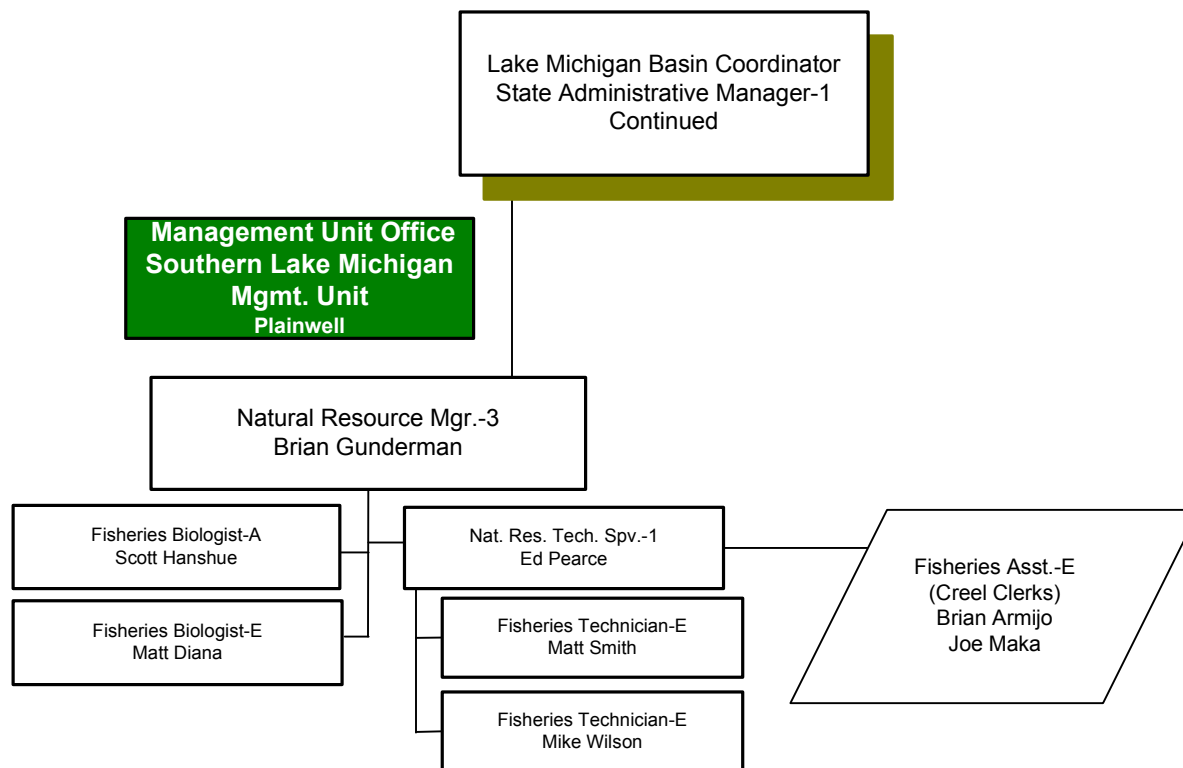 Lake Michigan Basin Coordinator
State Administrative Manager-1
Continued
Management Unit Office
Southern Lake Michigan
Mgmt. Unit
Plainwell
Natural Resource Mgr.-3
Brian Gunderman
Fisheries Biologist-A
Scott Hanshue
Fisheries Biologist-E
Matt Diana
Nat. Res. Tech. Spv.-1
Ed Pearce
Fisheries Technician-E
Matt Smith
Fisheries Technician-E
Mike Wilson
Fisheries Asst.-E
(Creel Clerks)
Brian Armijo
Joe Maka